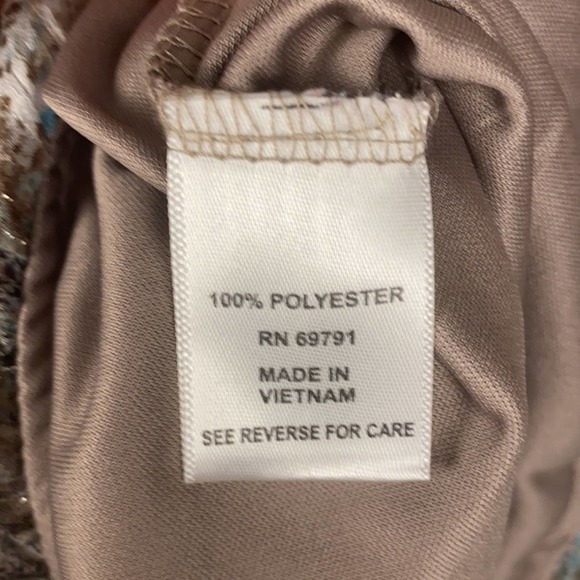 100% POLYESTER
RN 69791
MADE IN
VIETNAM
SEE REVERSE FOR CARE